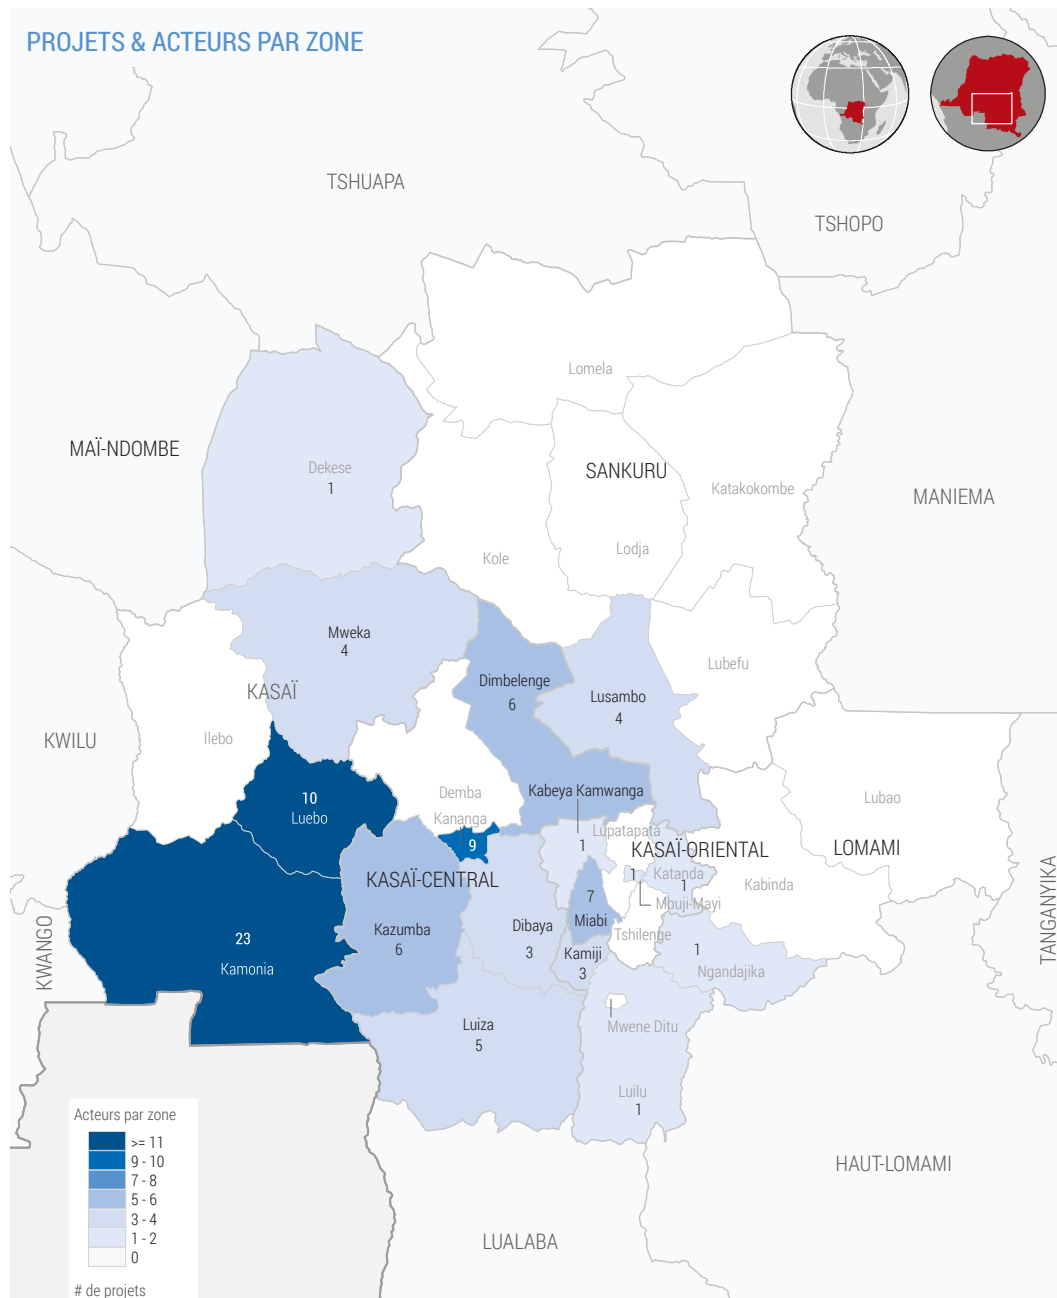 PROJETS & ACTEURS PAR ZONE
TSHUAPA
TSHOPO
Lomela
MAÏ-NDOMBE
SANKURU
Dekese
1
Katakokombe
MANIEMA
Kole
Lodja
Mweka
4
Dimbelenge
6
Lusambo
4
Lubefu
KASAÏ
KWILU
Ilebo
10
Luebo
Demba
Kananga
9
Kabeya Kamwanga
1
Lupatapata
Lubao
KASAÏ-ORIENTAL
LOMAMI
KASAÏ-CENTRAL
1
Katanda
1
Kabinda
7
Miabi
Mbuji-Mayi
KWANGO
TANGANYIKA
23
Kamonia
Kazumba
6
Dibaya
3
Tshilenge
Kamiji
3
1
Ngandajika
Luiza
5
Mwene Ditu
Luilu
1
HAUT-LOMAMI
LUALABA
Acteurs par zone
>= 11
9 - 10
7 - 8
5 - 6
3 - 4
1 - 2
0
# de projets